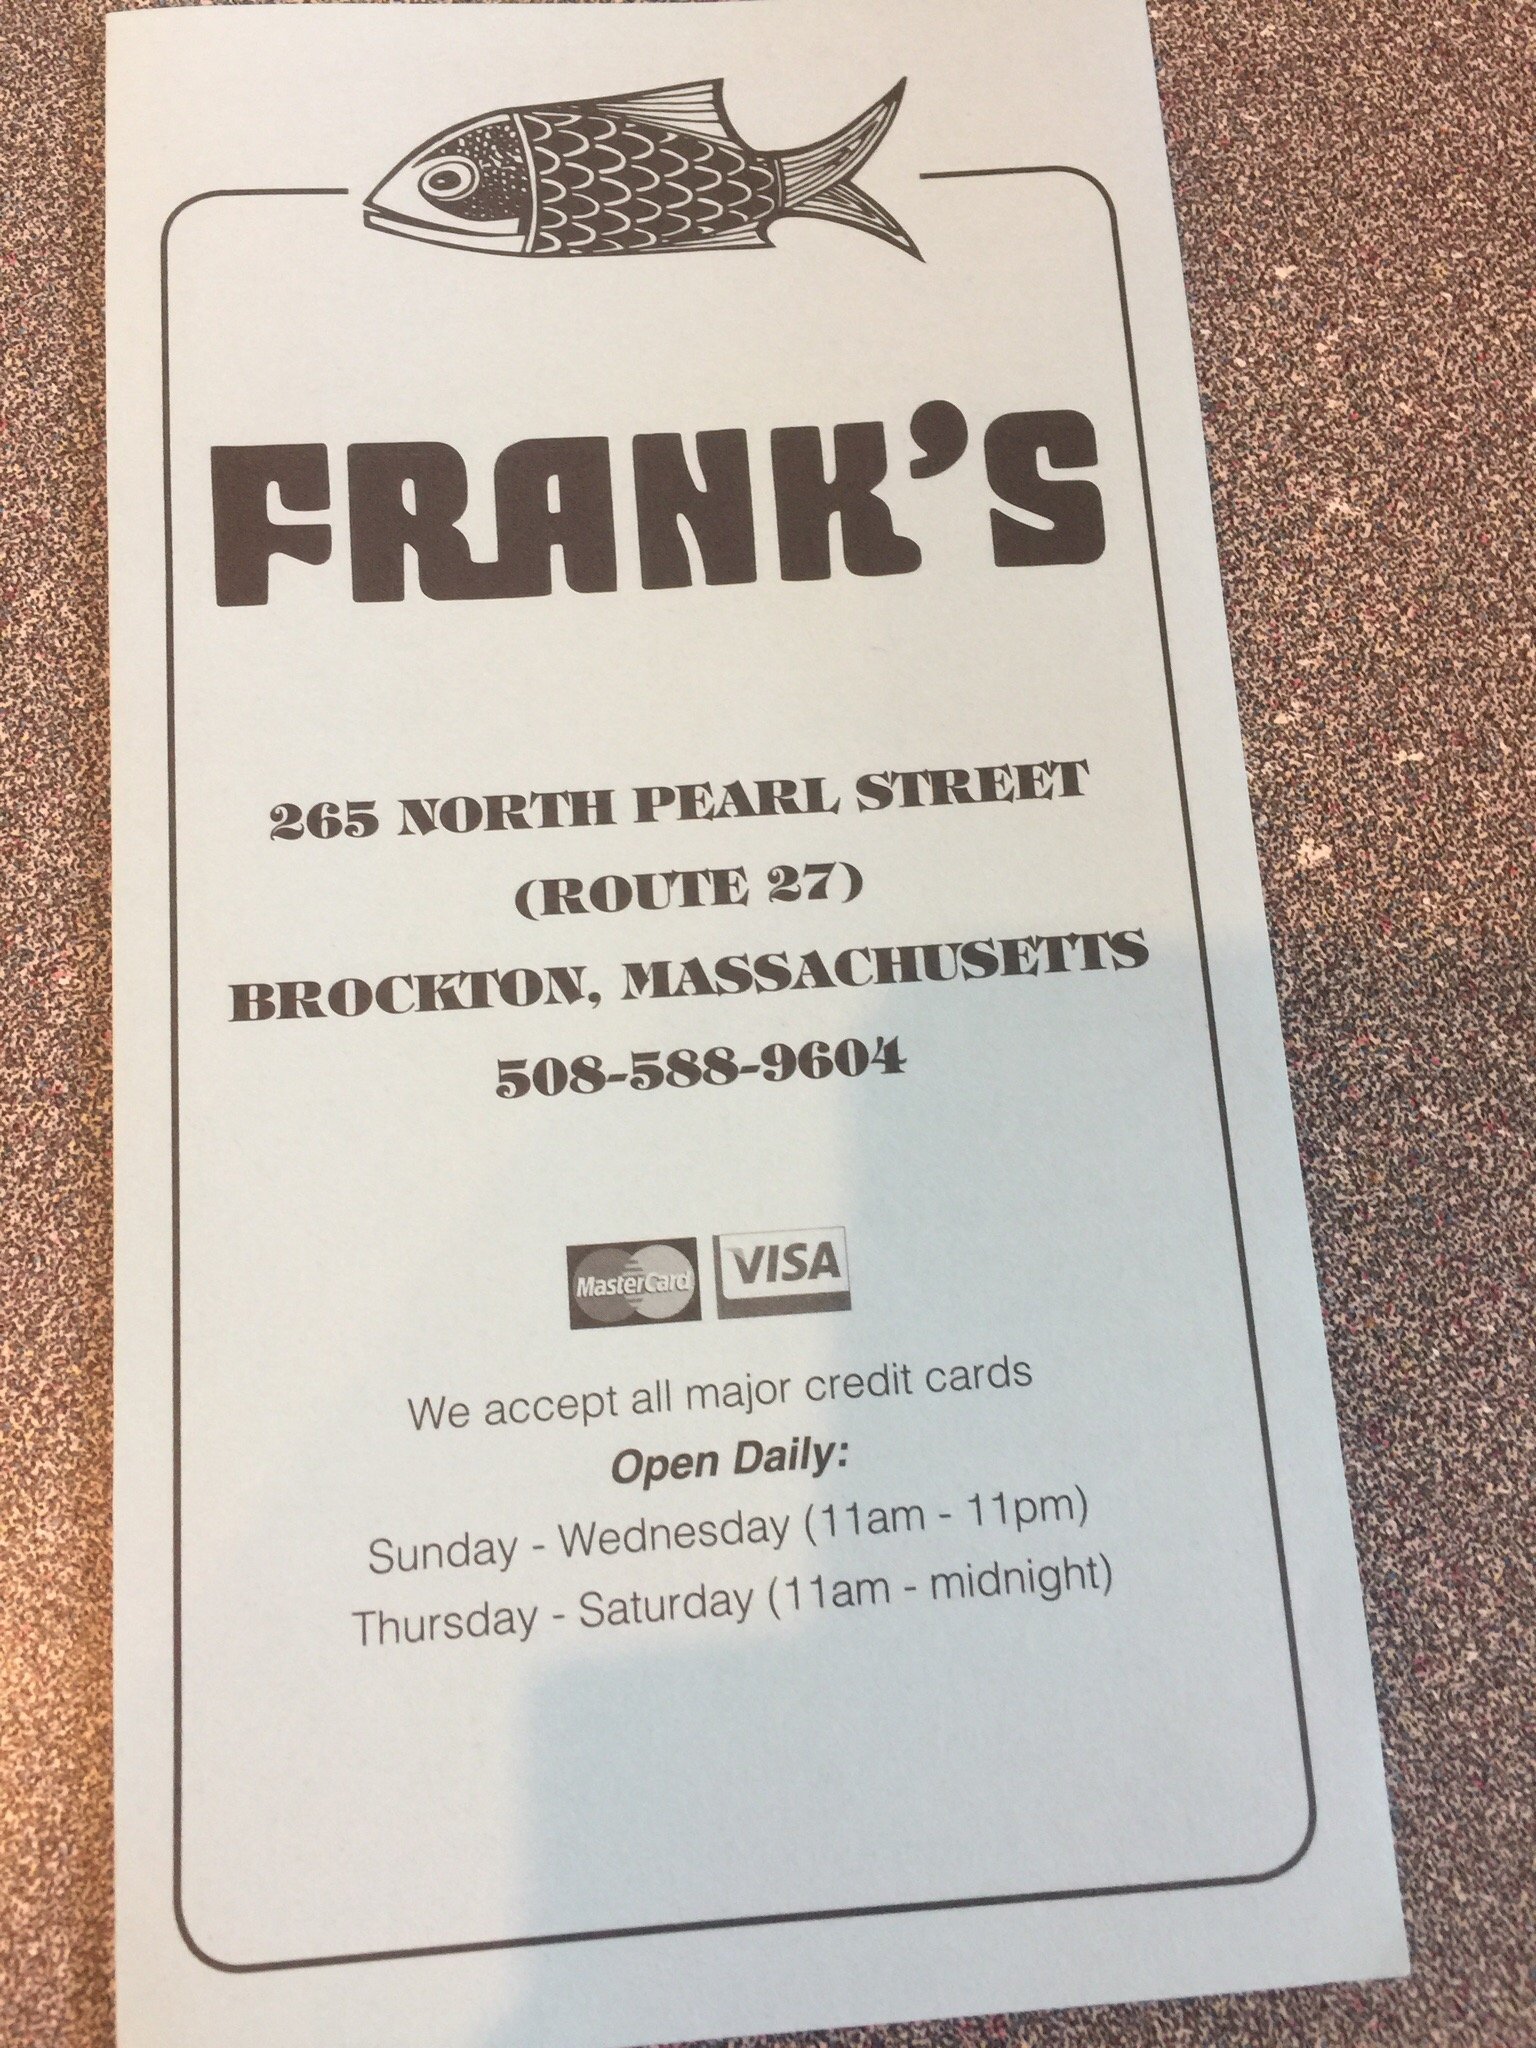 FRANK'S
265 NORTH PEARL STREET
(ROUTE 27)
BROCKTON, MASSACHUSETTS
508-588-9604
MasterCard VISA
We accept all major credit cards
Open Daily:
Sunday - Wednesday (11am - 11pm)
Thursday - Saturday (11am - midnight)